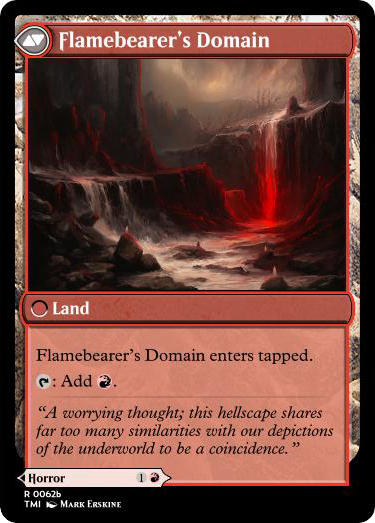 Flamebearer's Domain
Land
Flamebearer's Domain enters tapped.
: Add .
"A worrying thought; this hellscape shares
far too many similarities with our depictions
of the underworld to be a coincidence."
Horror 1
R 0062b
TMI Mark Erskine